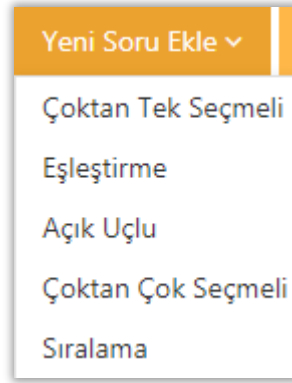 Yeni Soru Ekle
Çoktan Tek Seçmeli
Eşleştirme
Açık Uçlu
Çoktan Çok Seçmeli
Sıralama